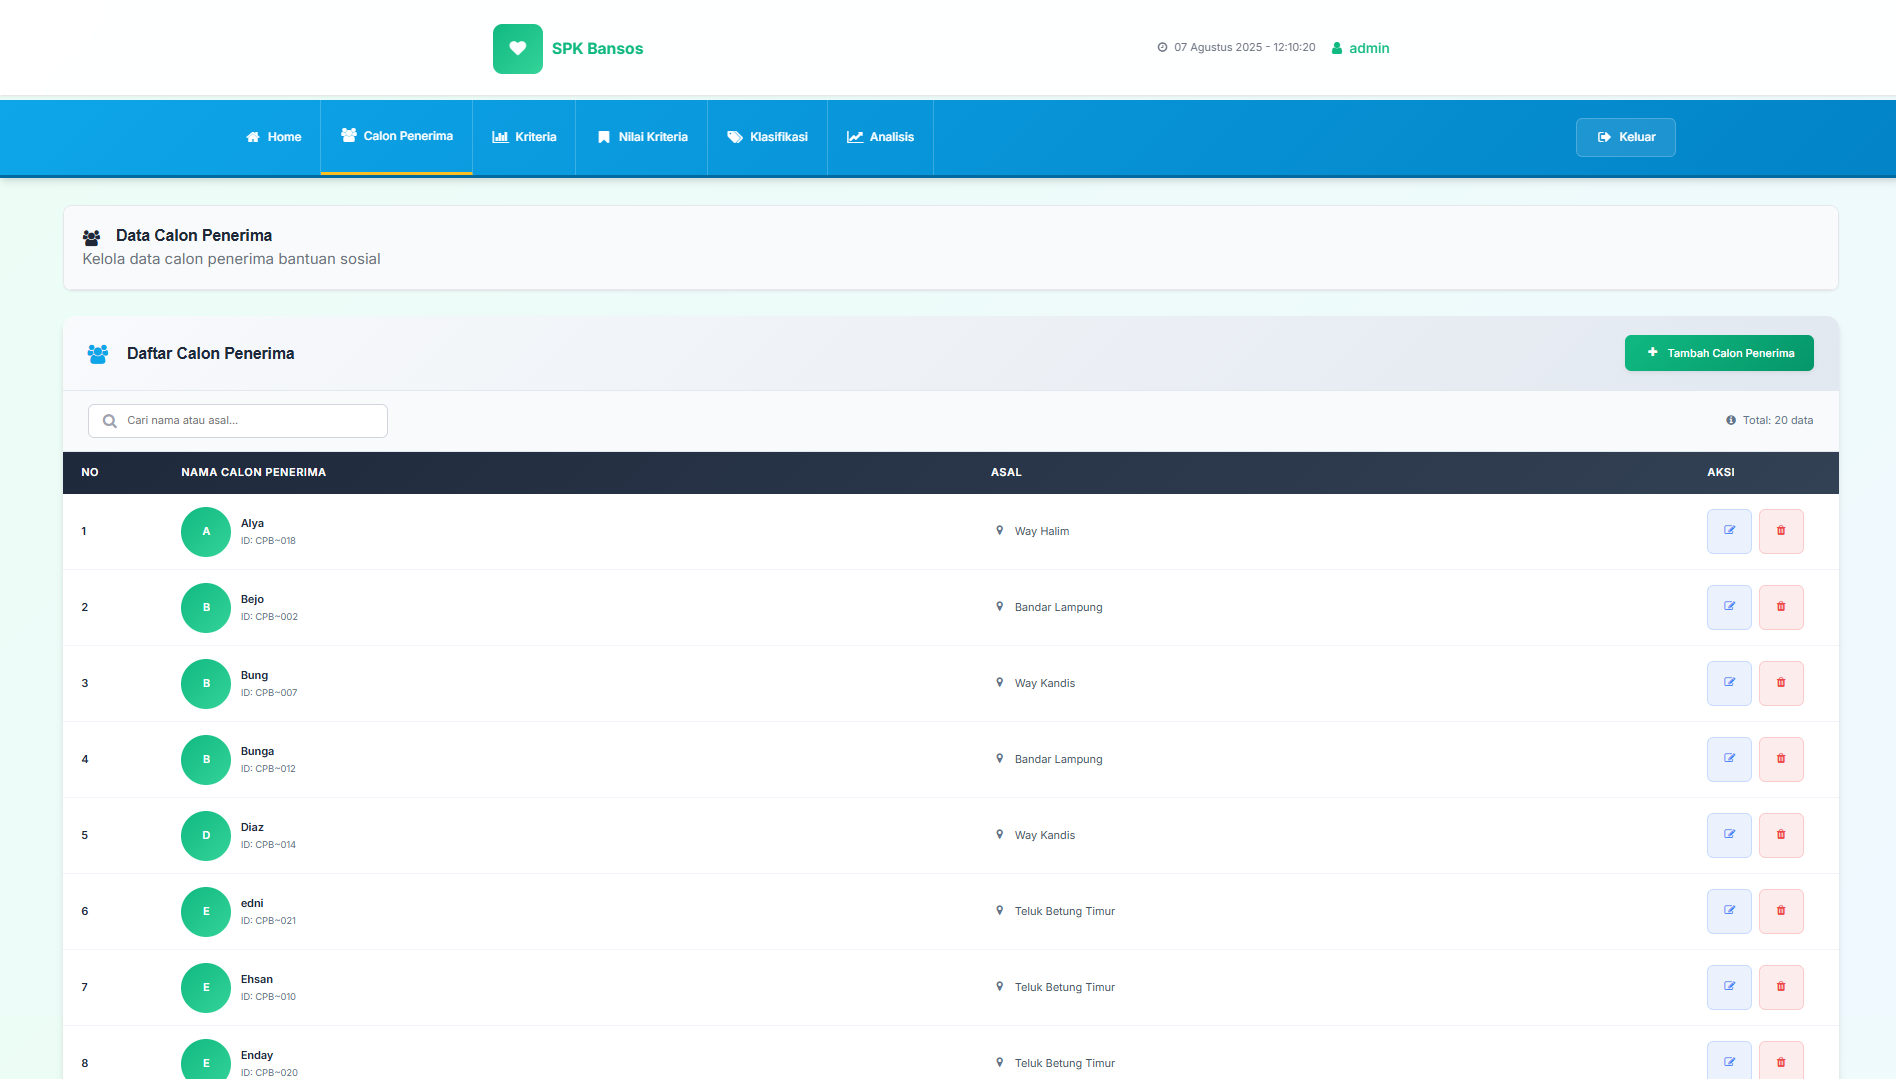 SPK Bansos
07 Agustus 2025 - 12:10:20
admin
Home
Calon Penerima
Kriteria
Nilai Kriteria
Klasifikasi
Analisis
Keluar
Data Calon Penerima
Kelola data calon penerima bantuan sosial
Daftar Calon Penerima
Tambah Calon Penerima
Cari nama atau asal...
Total: 20 data
NO NAMA CALON PENERIMA ASAL AKSI
1 A Alya Way Halim
ID: CPB~018
2 B Bejo Bandar Lampung
ID: CPB~002
3 B Bung Way Kandis
ID: CPB~007
4 B Bunga Bandar Lampung
ID: CPB~012
5 D Diaz Way Kandis
ID: CPB~014
6 E edni Teluk Betung Timur
ID: CPB~021
7 E Ehsan Teluk Betung Timur
ID: CPB~010
8 E Enday Teluk Betung Timur
ID: CPB~020